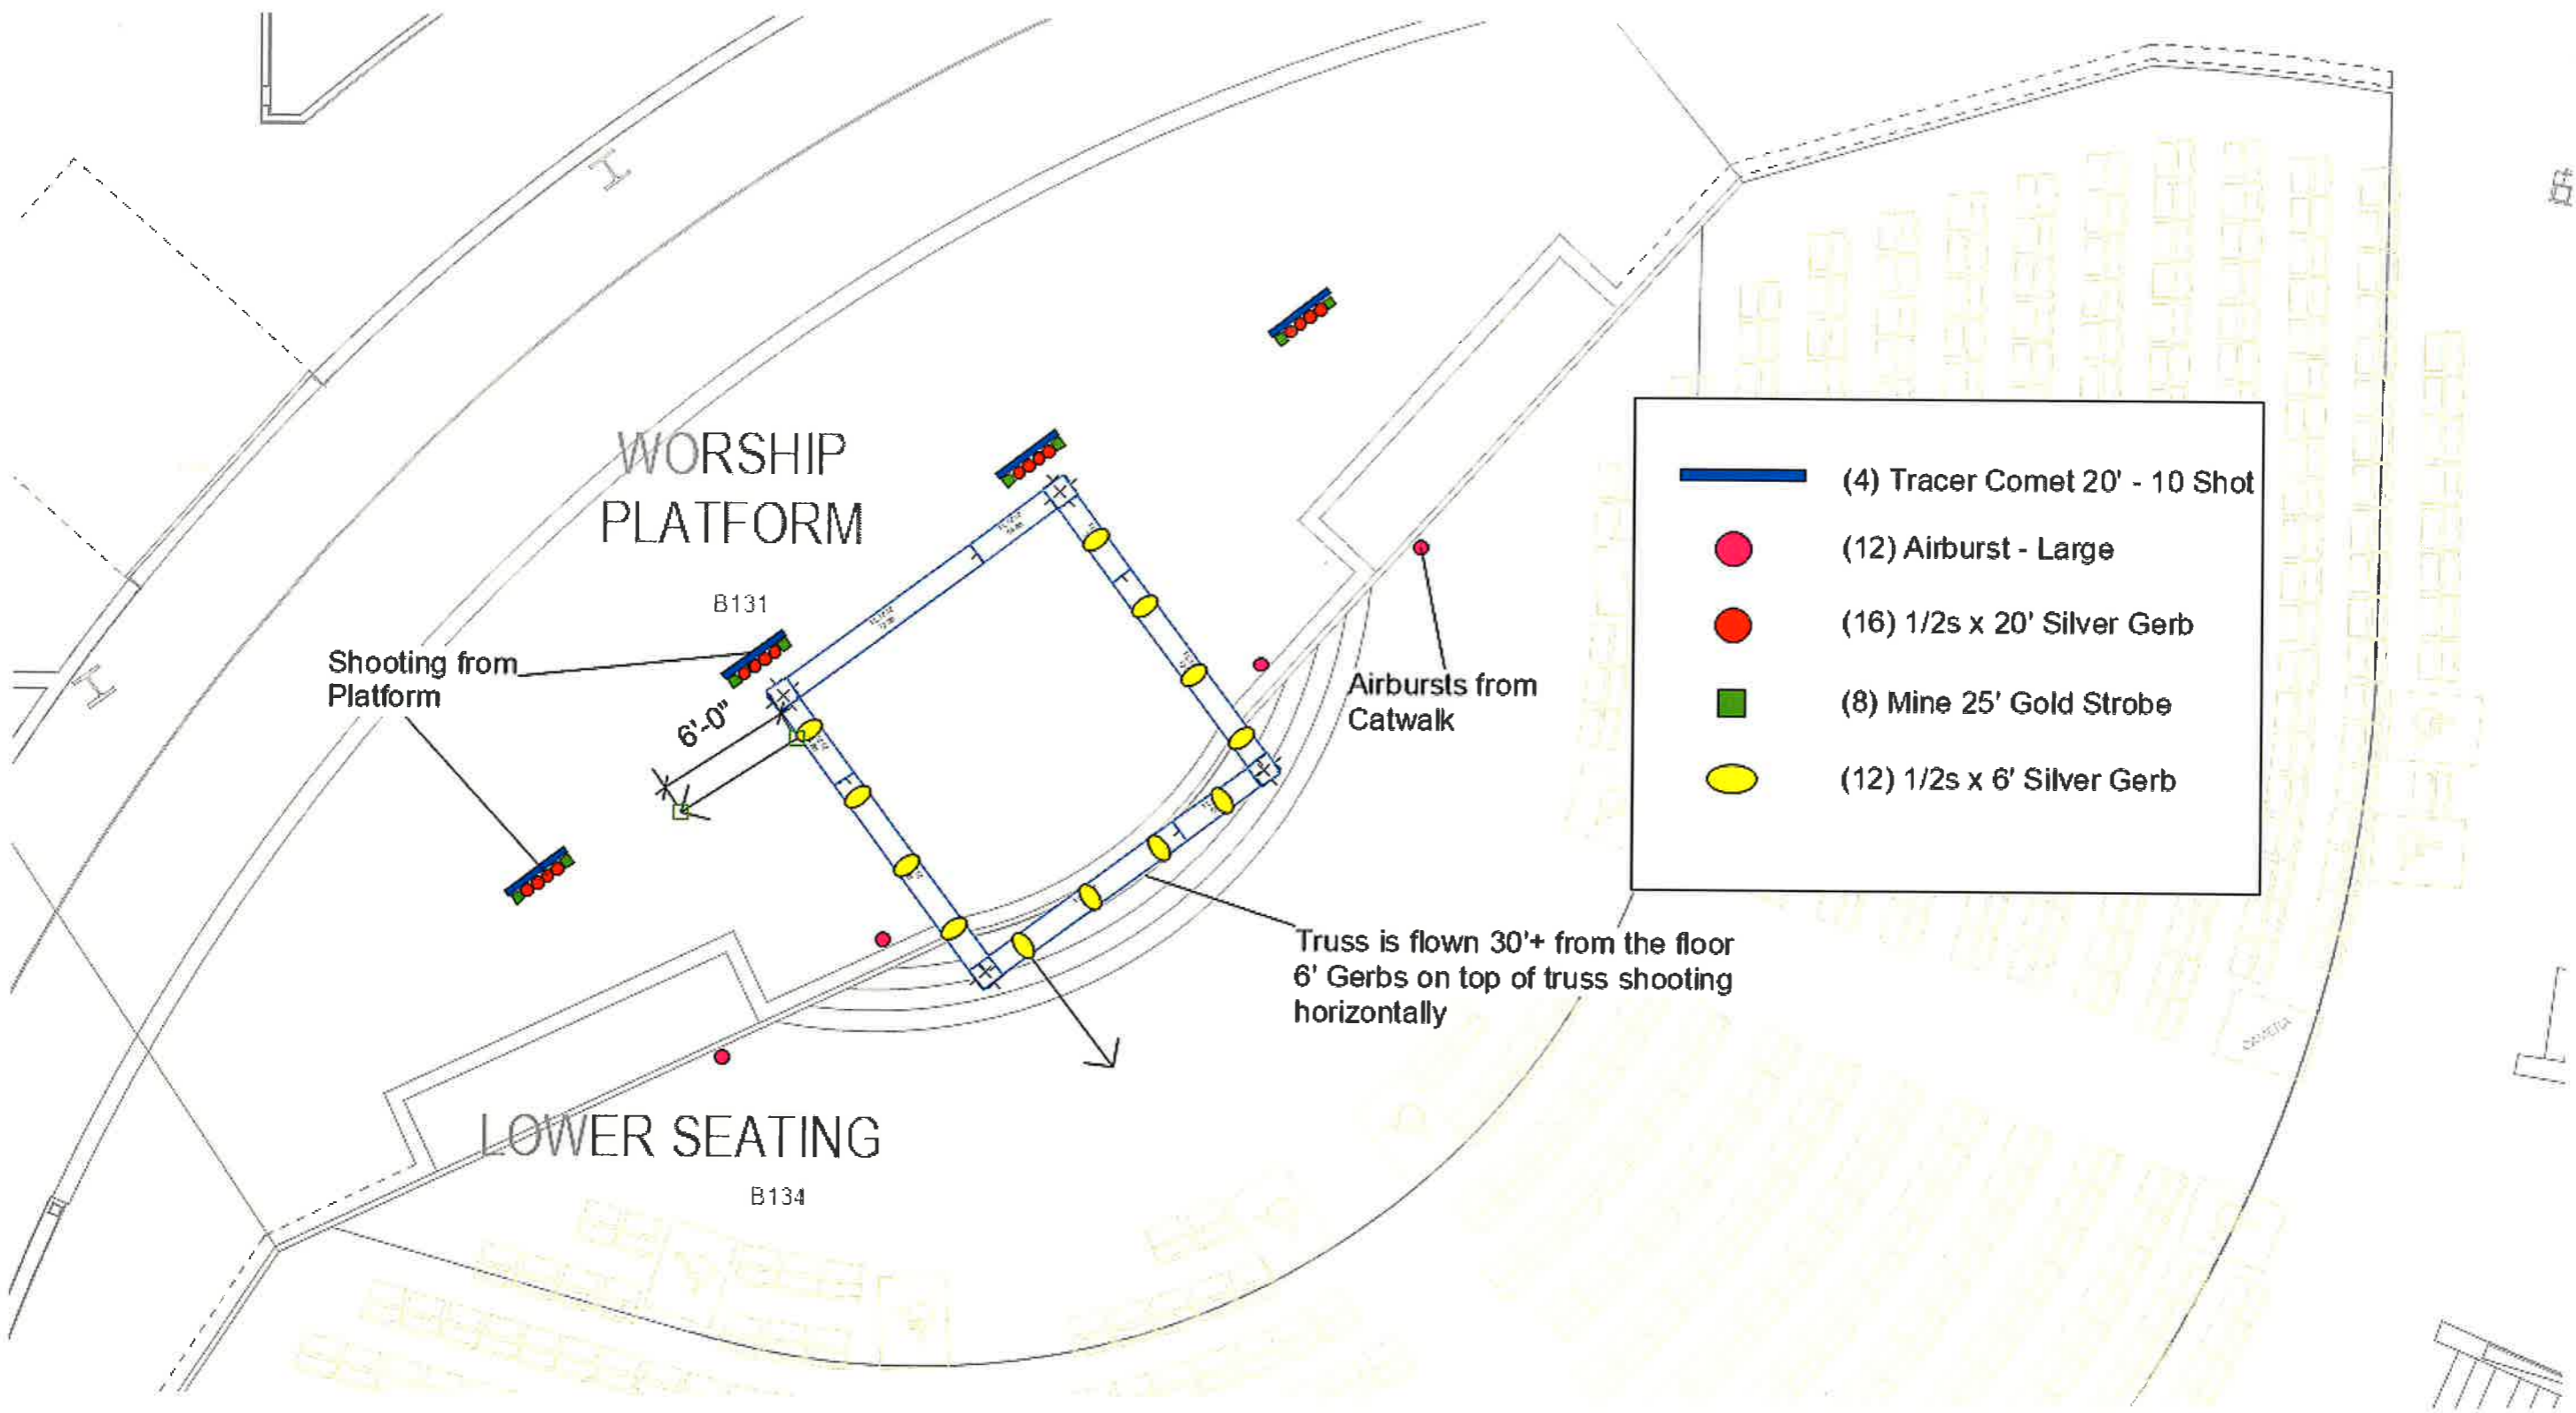 WORSHIP
PLATFORM
B131
Shooting from
Platform
6'-0"
Airbursts from
Catwalk
(4) Tracer Comet 20' - 10 Shot
(12) Airburst - Large
(16) 1/2s x 20' Silver Gerb
(8) Mine 25' Gold Strobe
(12) 1/2s x 6' Silver Gerb
Truss is flown 30'+ from the floor
6' Gerbs on top of truss shooting
horizontally
LOWER SEATING
B134
CAMERA